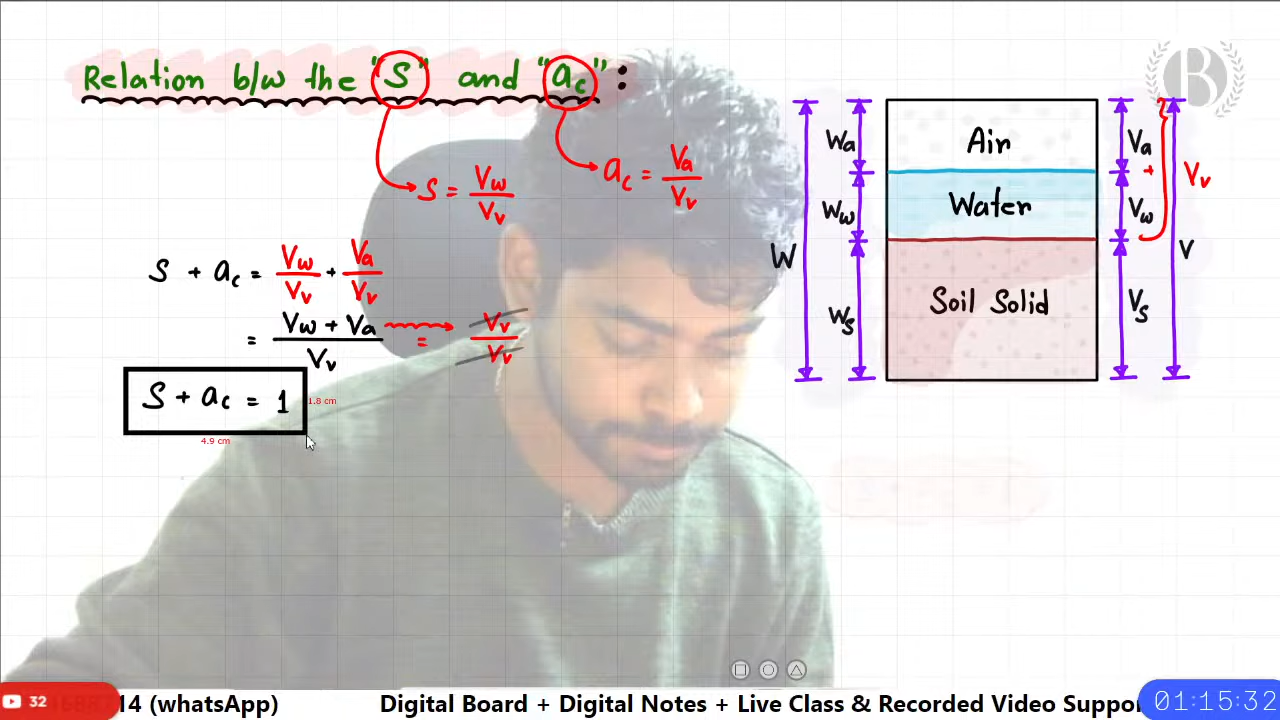 Relation b/w the "S" and "ac" :
S = Vw/Vv
ac = Va/Vv
S + ac = Vw/Vv + Va/Vv
= Vw + Va/Vv = Vv/Vv
S + ac = 1
1.8 cm
4.9 cm
Wa
Air
Va
+
Vv
Ww
Water
Vw
W
V
Ws
Soil Solid
Vs
B
32
14 (whatsApp)
Digital Board + Digital Notes + Live Class & Recorded Video
01:15:32